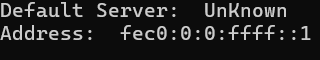 Default Server:  UnKnown
Address:  fec0:0:0:ffff::1